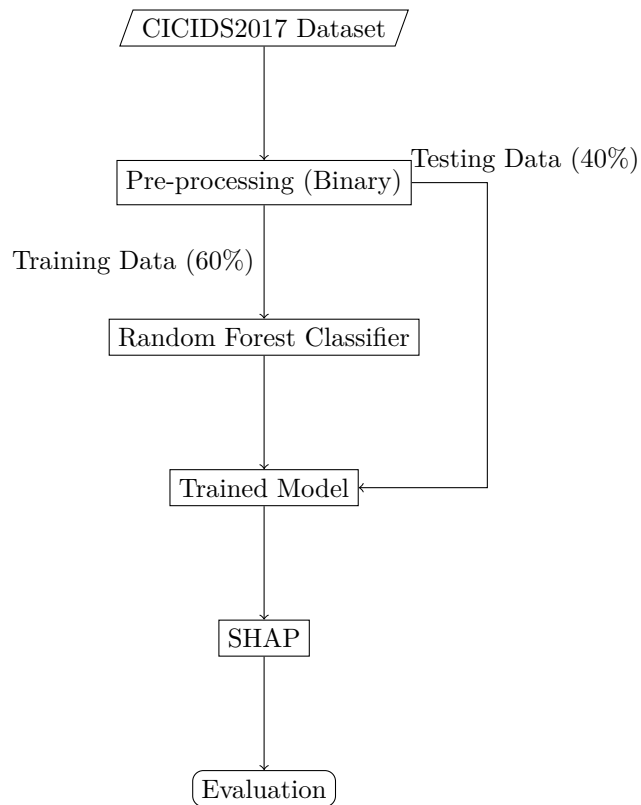 CICIDS2017 Dataset
Testing Data (40%)
Pre-processing (Binary)
Training Data (60%)
Random Forest Classifier
Trained Model
SHAP
Evaluation